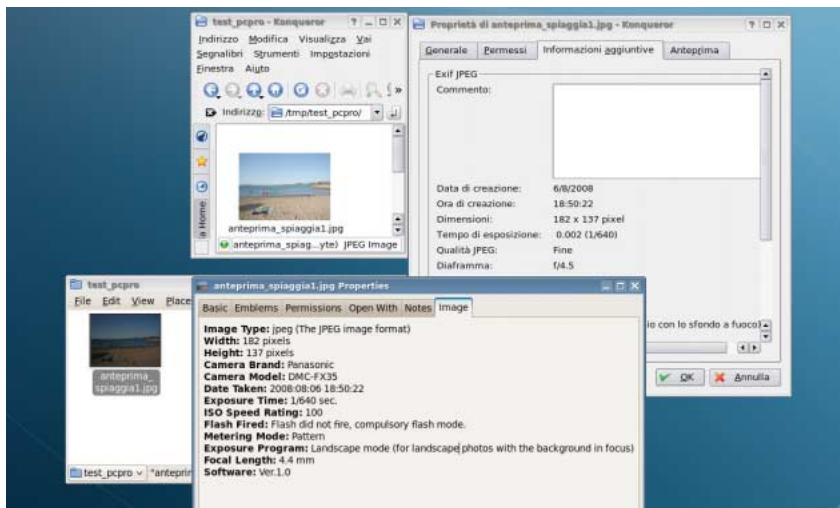 test_pcpro - Konqueror
Indirizzo Modifica Visualizza Vai
Segnalibri Strumenti Impostazioni
Finestra Aiuto
Indirizzo: /tmp/test_pcpro/
a Home
anteprima_spiaggia1.jpg
anteprima_spiag...yte) JPEG Image
Proprietà di anteprima_spiaggia1.jpg - Konqueror
Generale Permessi Informazioni aggiuntive Anteprima
Exif JPEG
Commento:
Data di creazione: 6/8/2008
Ora di creazione: 18:50:22
Dimensioni: 182 x 137 pixel
Tempo di esposizione: 0.002 (1/640)
Qualità JPEG: Fine
Diaframma: f/4.5
io con lo sfondo a fuoco)
OK Annulla
test_pcpro
File Edit View Place
anteprima_
spiaggia1.jpg
test_pcpro "anteprim
anteprima_spiaggia1.jpg Properties
Basic Emblems Permissions Open With Notes Image
Image Type: jpeg (The JPEG image format)
Width: 182 pixels
Height: 137 pixels
Camera Brand: Panasonic
Camera Model: DMC-FX35
Date Taken: 2008:08:06 18:50:22
Exposure Time: 1/640 sec.
ISO Speed Rating: 100
Flash Fired: Flash did not fire, compulsory flash mode.
Metering Mode: Pattern
Exposure Program: Landscape mode (for landscape photos with the background in focus)
Focal Length: 4.4 mm
Software: Ver.1.0